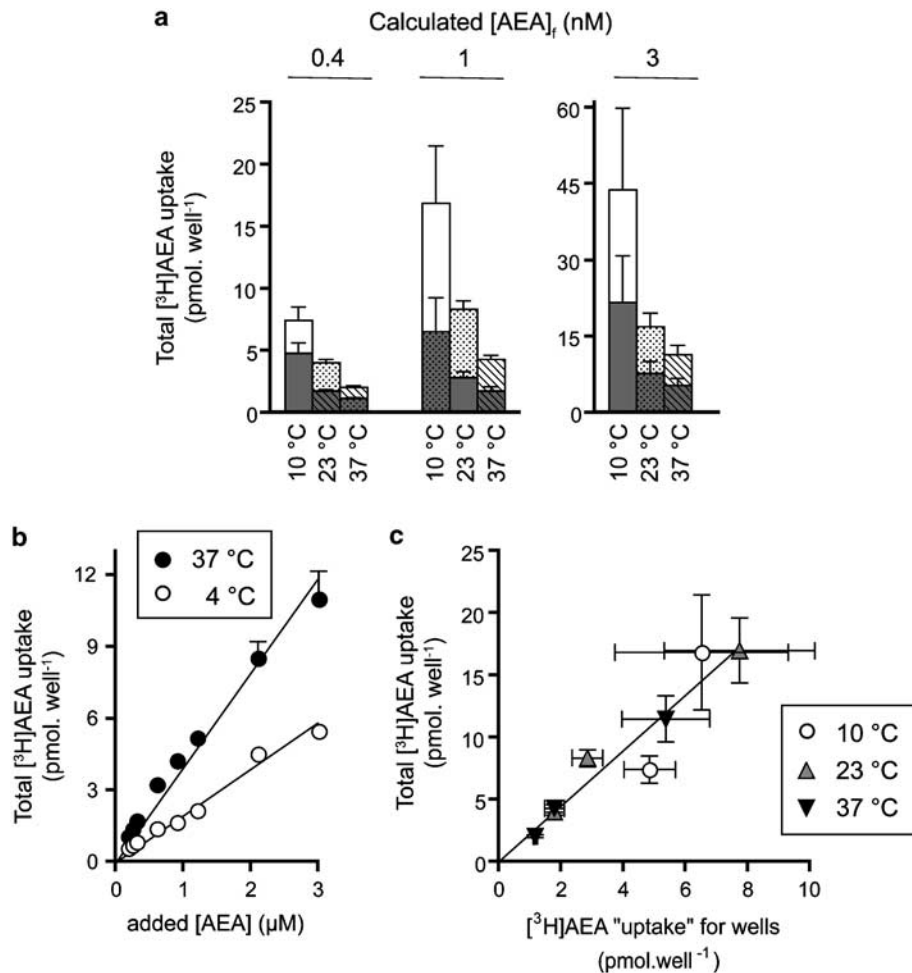 a
Calculated [AEA]f (nM)
0.4 1 3
Total [³H]AEA uptake
(pmol. well⁻¹)
25
20
15
10
5
0
60
45
30
15
0
10 °C
23 °C
37 °C
10 °C
23 °C
37 °C
10 °C
23 °C
37 °C
b
37 °C
4 °C
Total [³H]AEA uptake
(pmol. well⁻¹)
12
9
6
3
0
0 1 2 3
added [AEA] (µM)
c
Total [³H]AEA uptake
(pmol. well⁻¹)
25
20
15
10
5
0
0 2 4 6 8 10
[³H]AEA "uptake" for wells
(pmol.well⁻¹)
10 °C
23 °C
37 °C